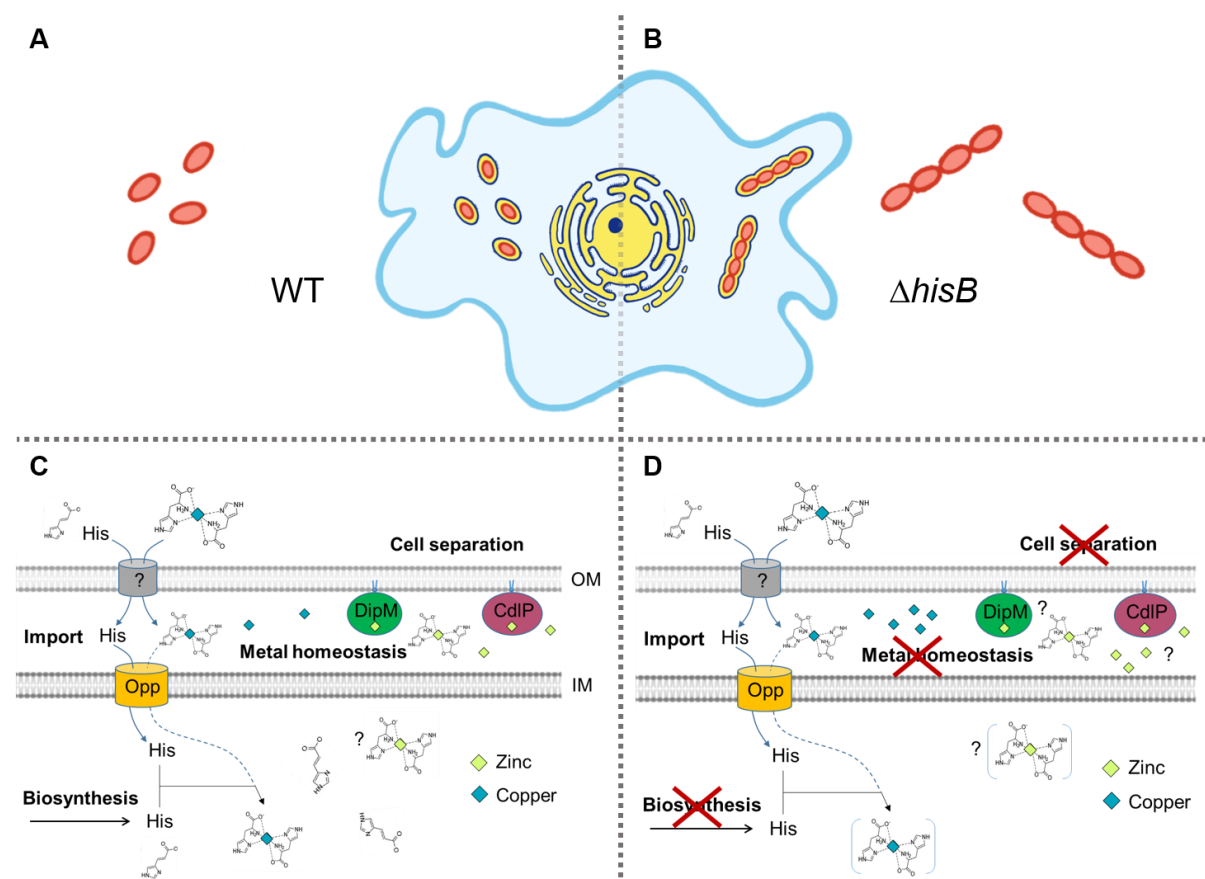 A
B
WT
ΔhisB
C
His
Cell separation
?
OM
DipM
CdlP
Import
His
Metal homeostasis
Opp
IM
His
?
Zinc
Biosynthesis
Copper
His
D
His
Cell separation
?
DipM
?
CdlP
Import
His
Metal homeostasis
?
Opp
His
?
Zinc
Biosynthesis
Copper
His